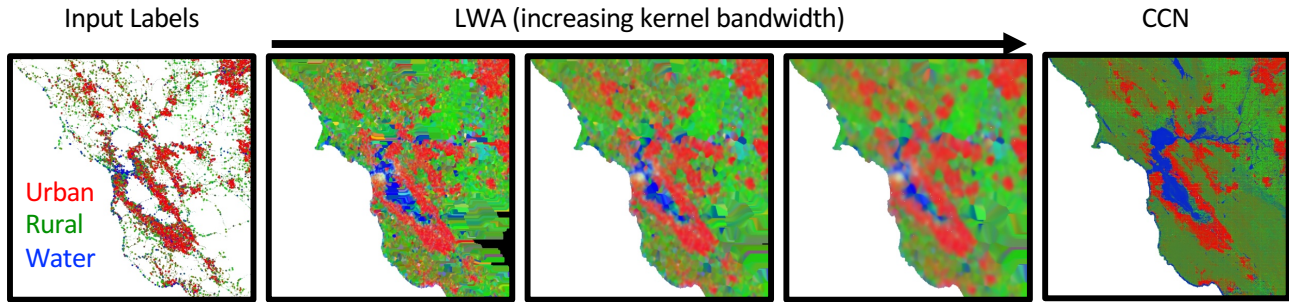 Input Labels
LWA (increasing kernel bandwidth)
CCN
Urban
Rural
Water